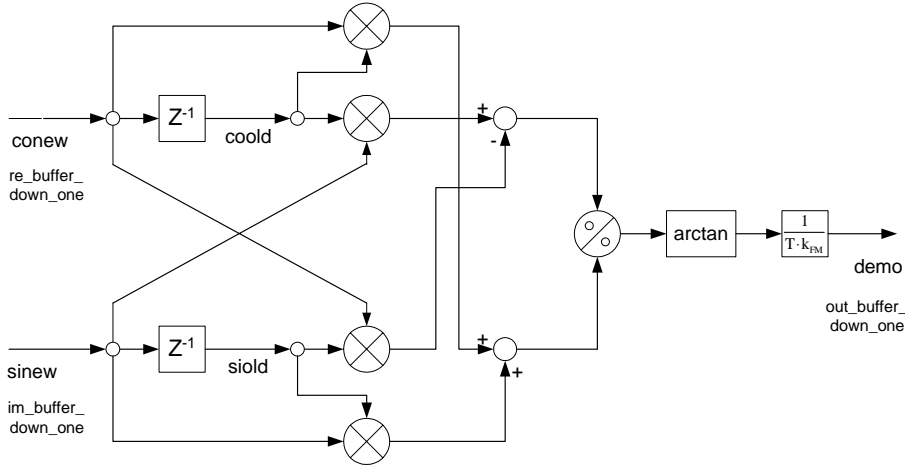 Z-1
+
-
conew
coold
re_buffer_
down_one
arctan
1
T·kFM
demo
out_buffer_
down_one
Z-1
+
+
sinew
siold
im_buffer_
down_one